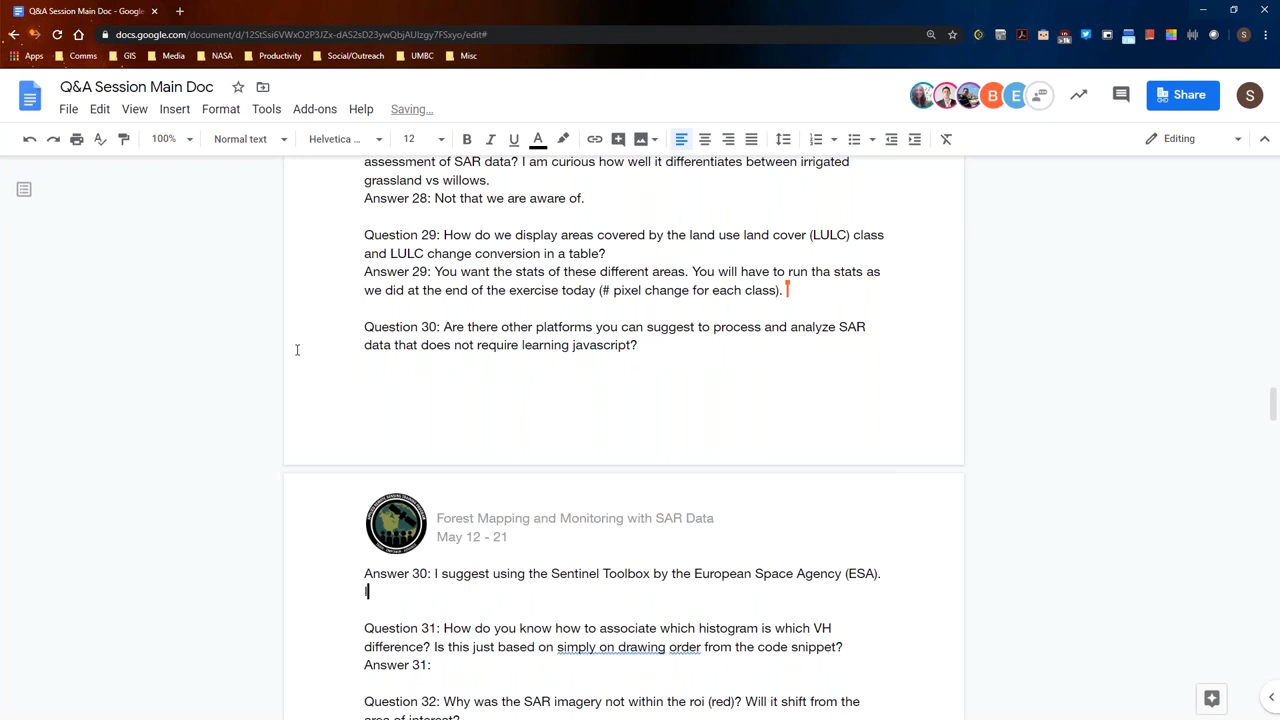 Q&A Session Main Doc - Google
docs.google.com/document/d/12StSsi6VWxO2P3JZx-dAS2sD23ywQbjAUlzgy7FSxyo/edit#
Apps Comms GIS Media NASA Productivity Social/Outreach UMBC Misc
Q&A Session Main Doc
File Edit View Insert Format Tools Add-ons Help Saving...
B E Share S
100% Normal text Helvetica ... 12 B I U A Editing
assessment of SAR data? I am curious how well it differentiates between irrigated
grassland vs willows.
Answer 28: Not that we are aware of.
Question 29: How do we display areas covered by the land use land cover (LULC) class
and LULC change conversion in a table?
Answer 29: You want the stats of these different areas. You will have to run tha stats as
we did at the end of the exercise today (# pixel change for each class).
Question 30: Are there other platforms you can suggest to process and analyze SAR
data that does not require learning javascript?
Forest Mapping and Monitoring with SAR Data
May 12 - 21
Answer 30: I suggest using the Sentinel Toolbox by the European Space Agency (ESA).
Question 31: How do you know how to associate which histogram is which VH
difference? Is this just based on simply on drawing order from the code snippet?
Answer 31:
Question 32: Why was the SAR imagery not within the roi (red)? Will it shift from the
area of interest?